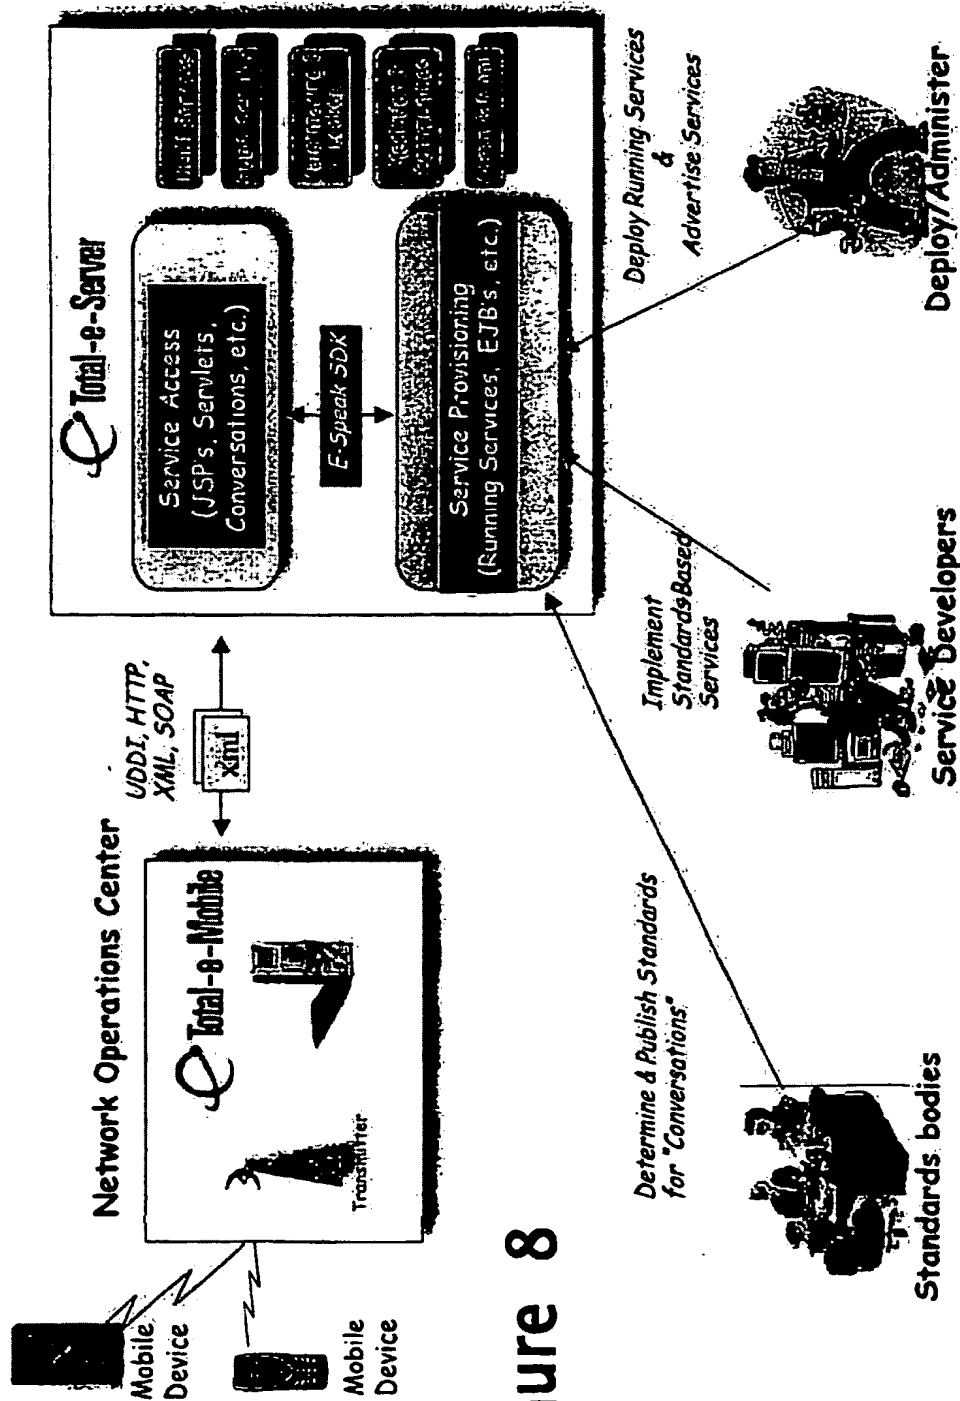 Mobile
Device
Mobile
Device
Network Operations Center
Total-e-Mobile
Transmitter
UDDI, HTTP,
XML, SOAP
xml
Total-e-Server
Service Access
(JSP's, Servlets,
Conversations, etc.)
E-Speak SDK
Service Provisioning
(Running Services, EJB's, etc.)
Determine & Publish Standards
for "Conversations"
Implement
Standards Based
Services
Deploy Running Services
&
Advertise Services
Standards bodies
Service Developers
Deploy/Administer
ure 8